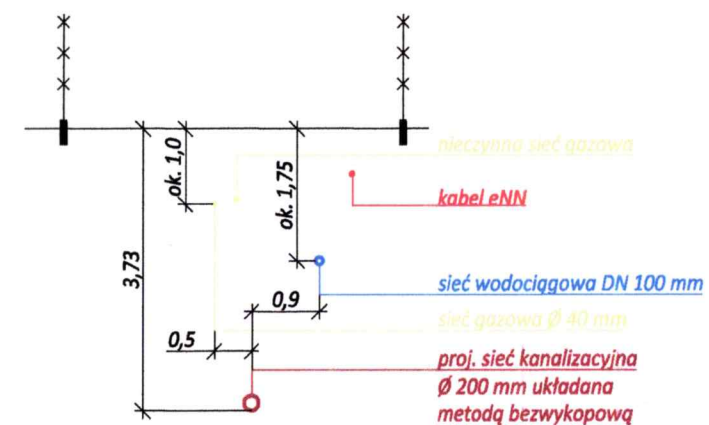 ok. 1,0
ok. 1,75
3,73
0,9
0,5
nieczynna sieć gazowa
kabel eNN
sieć wodociągowa DN 100 mm
sieć gazowa Ø 40 mm
proj. sieć kanalizacyjna
Ø 200 mm układana
metodą bezwykopową